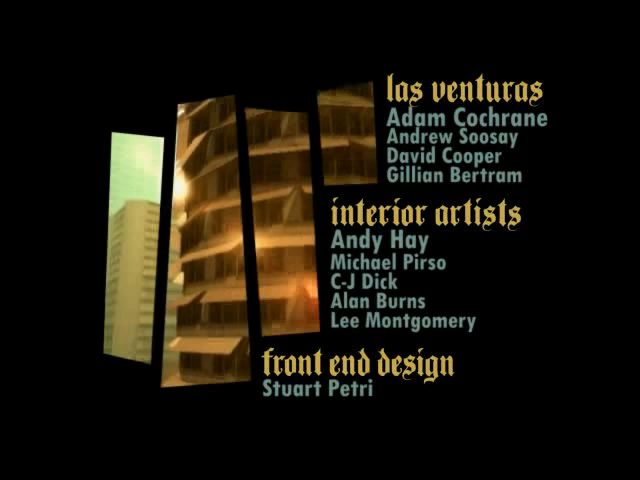 las venturas
Adam Cochrane
Andrew Soosay
David Cooper
Gillian Bertram
interior artists
Andy Hay
Michael Pirso
C-J Dick
Alan Burns
Lee Montgomery
front end design
Stuart Petri